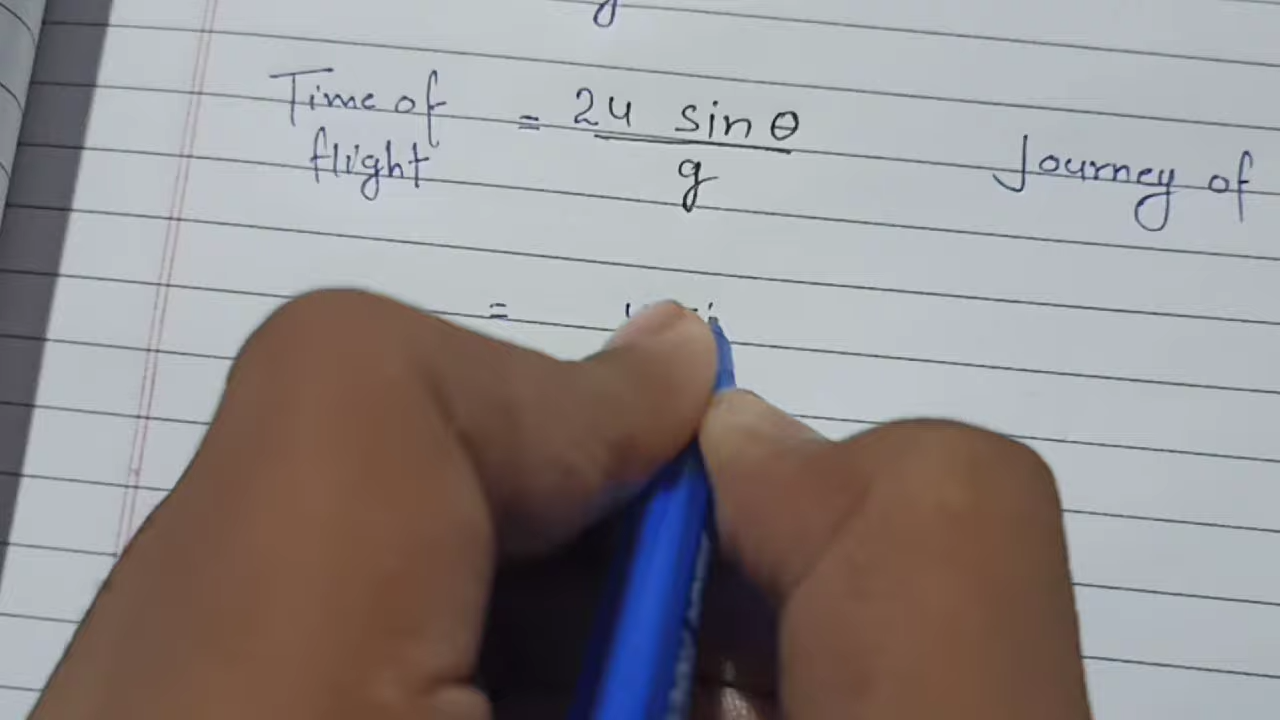 Time of flight = 2u sin θ / g
Journey of
=